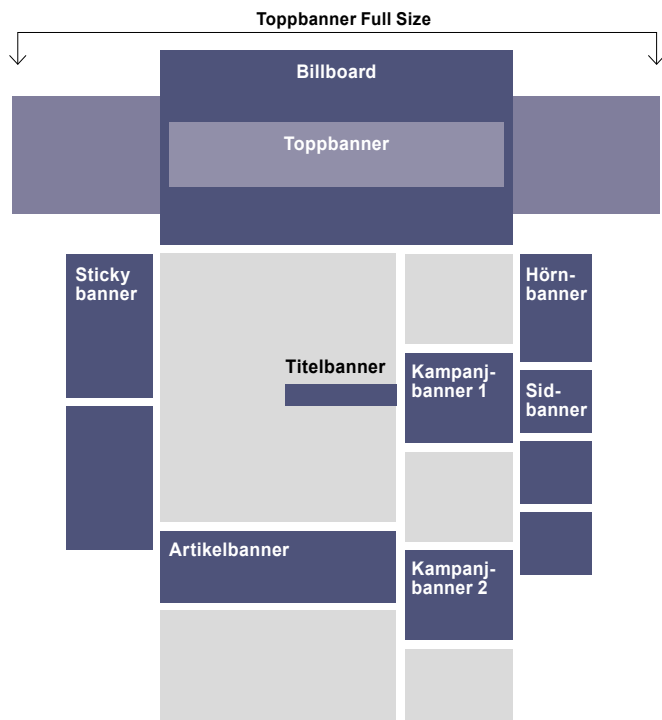 Toppbanner Full Size
Billboard
Toppbanner
Sticky
banner
Hörn-
banner
Titelbanner
Kampanj-
banner 1
Sid-
banner
Artikelbanner
Kampanj-
banner 2